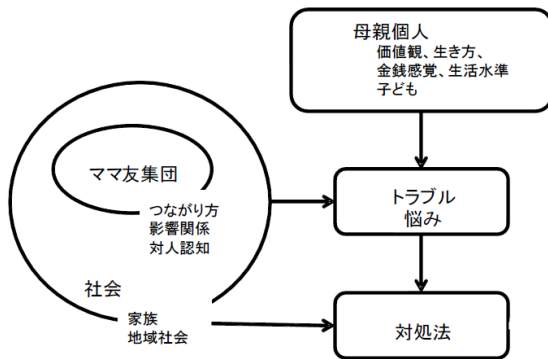 母親個人
価値観、生き方、
金銭感覚、生活水準
子ども
ママ友集団
つながり方
影響関係
対人認知
社会
家族
地域社会
トラブル
悩み
対処法